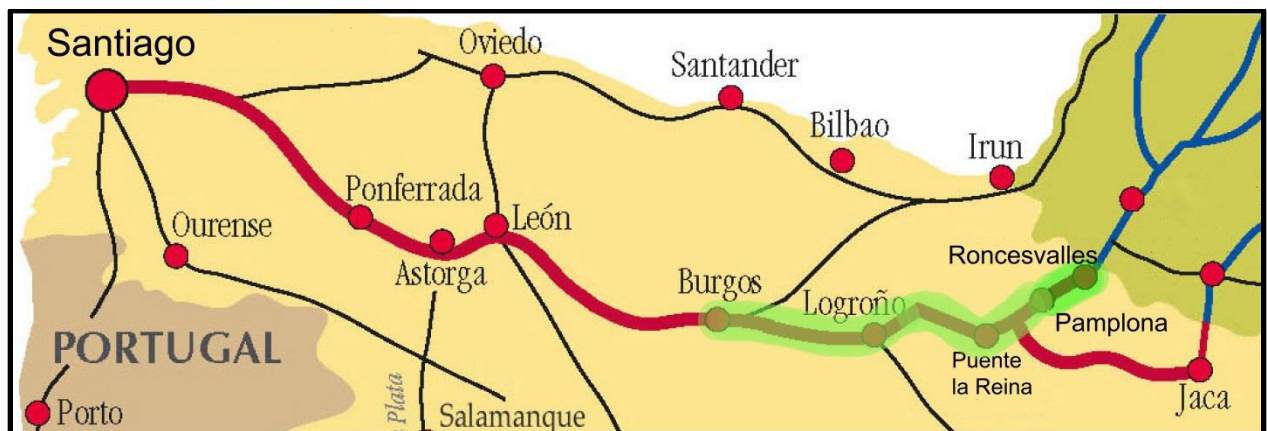 Santiago
Oviedo
Santander
Bilbao
Irun
Ponferrada
León
Ourense
Astorga
Roncesvalles
Burgos
Logroño
Pamplona
PORTUGAL
Puente
la Reina
Jaca
Plata
Porto
Salamanque